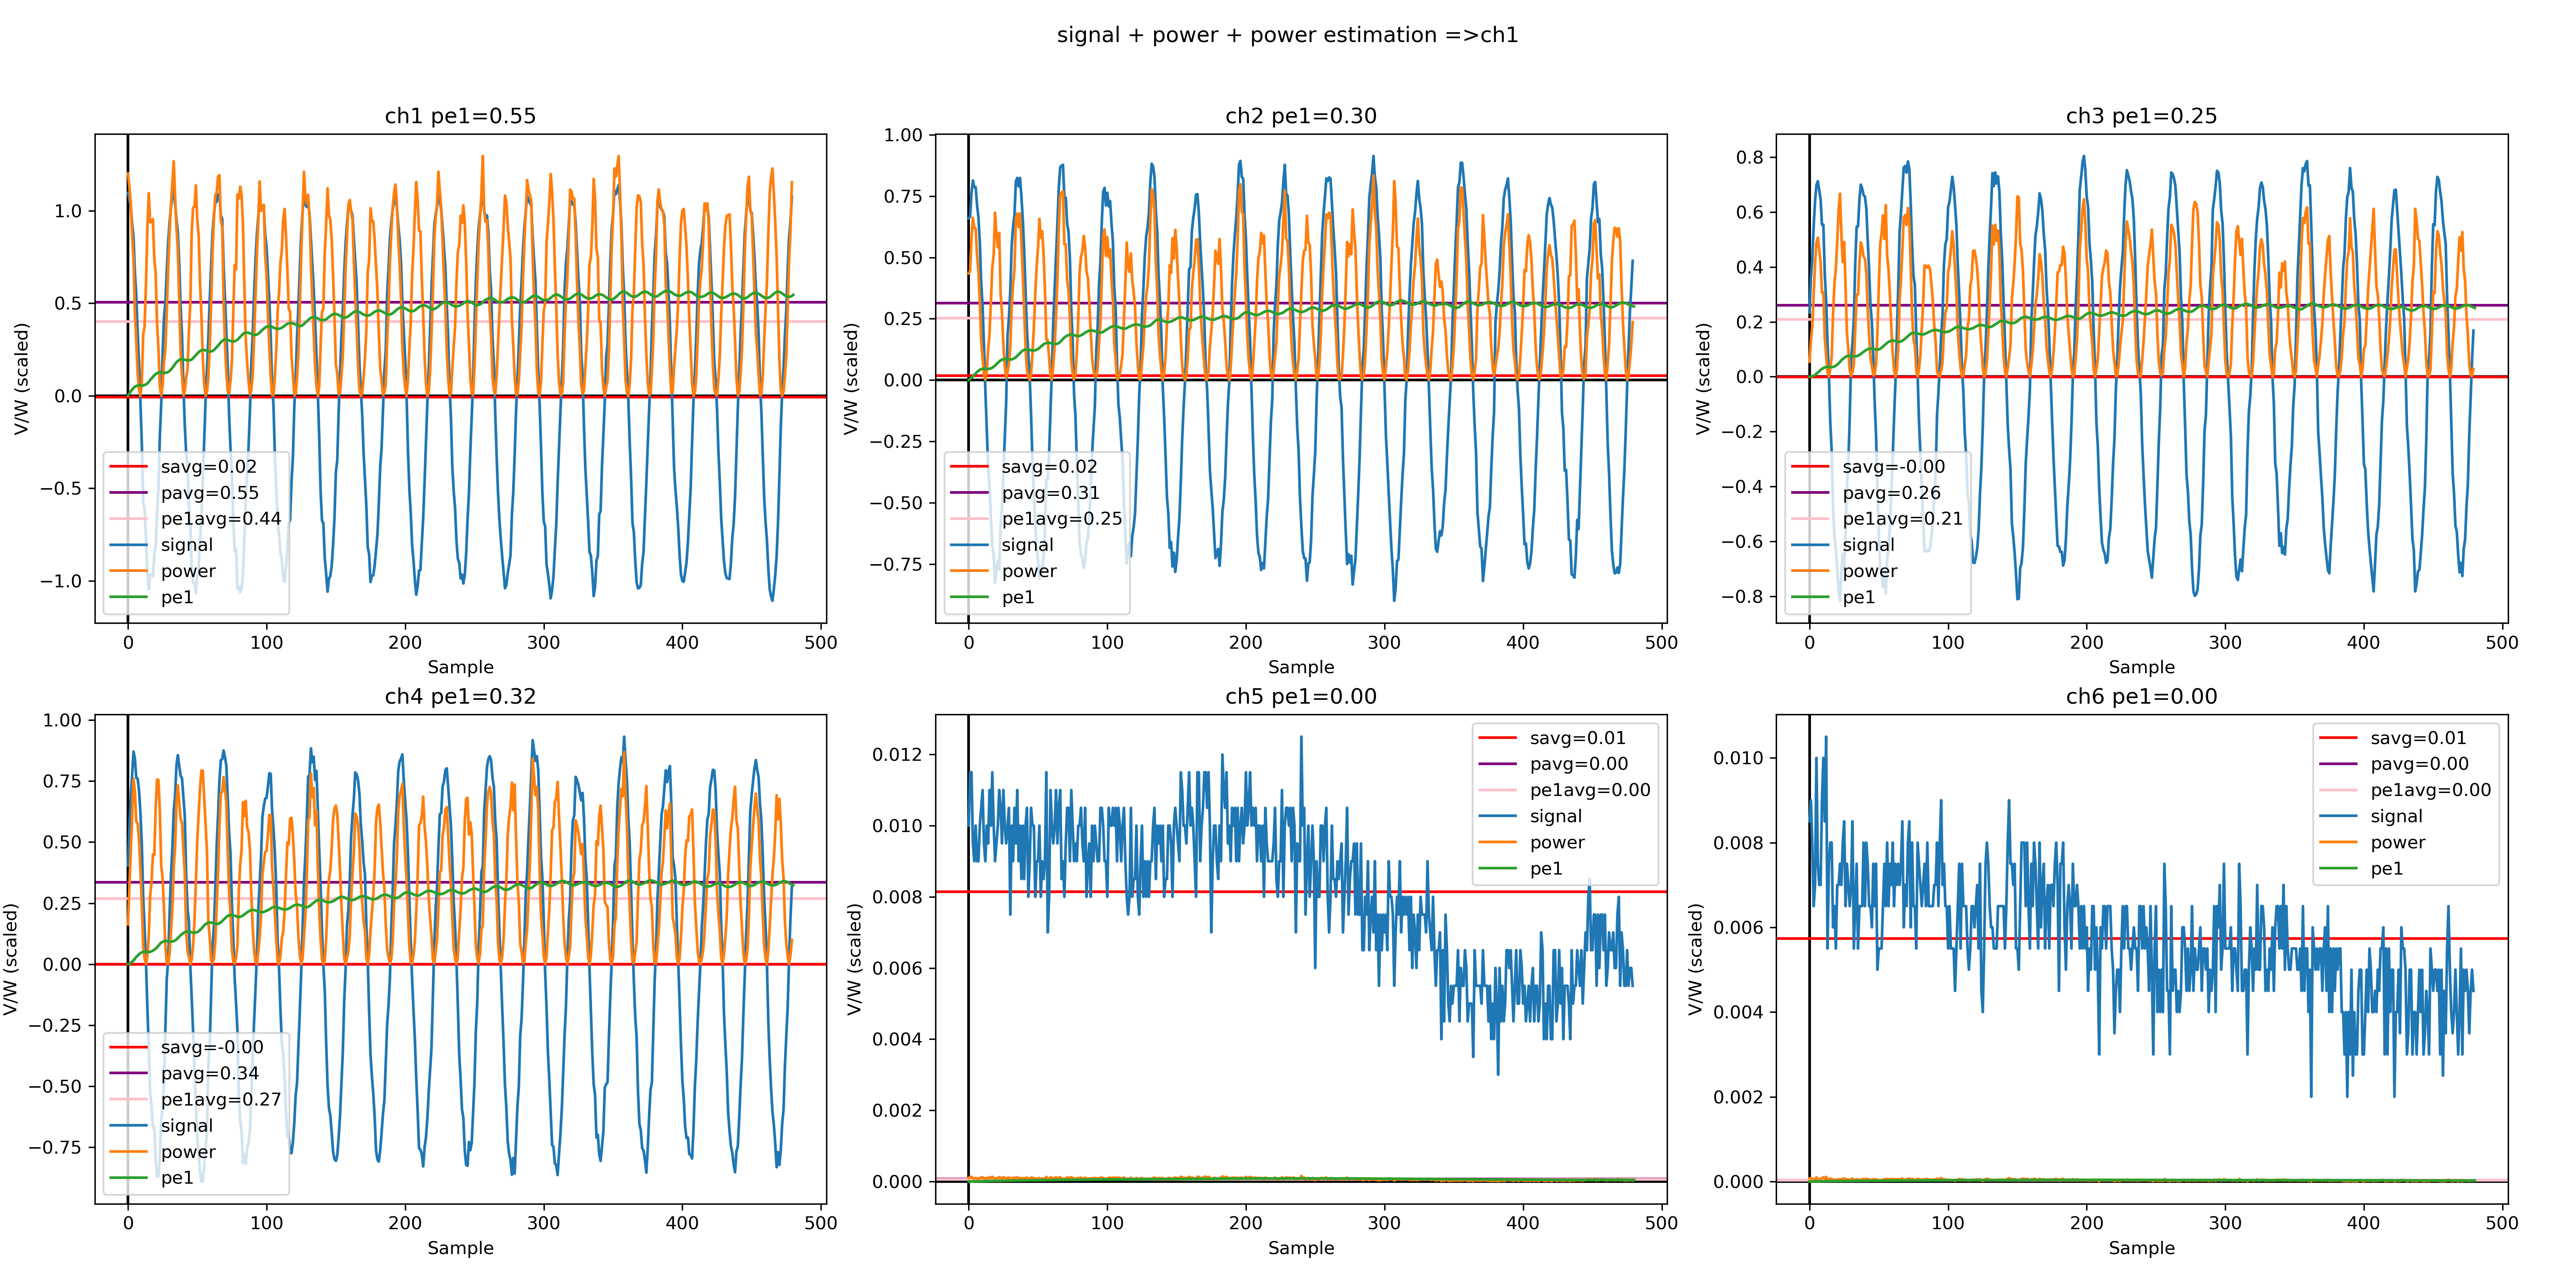 signal + power + power estimation =>ch1
ch1 pe1=0.55
V/W (scaled)
1.0
0.5
0.0
−0.5
−1.0
savg=0.02
pavg=0.55
pe1avg=0.44
signal
power
pe1
0 100 200 300 400 500
Sample
ch2 pe1=0.30
V/W (scaled)
1.00
0.75
0.50
0.25
0.00
−0.25
−0.50
−0.75
savg=0.02
pavg=0.31
pe1avg=0.25
signal
power
pe1
0 100 200 300 400 500
Sample
ch3 pe1=0.25
V/W (scaled)
0.8
0.6
0.4
0.2
0.0
−0.2
−0.4
−0.6
−0.8
savg=-0.00
pavg=0.26
pe1avg=0.21
signal
power
pe1
0 100 200 300 400 500
Sample
ch4 pe1=0.32
V/W (scaled)
1.00
0.75
0.50
0.25
0.00
−0.25
−0.50
−0.75
savg=-0.00
pavg=0.34
pe1avg=0.27
signal
power
pe1
0 100 200 300 400 500
Sample
ch5 pe1=0.00
V/W (scaled)
0.012
0.010
0.008
0.006
0.004
0.002
0.000
savg=0.01
pavg=0.00
pe1avg=0.00
signal
power
pe1
0 100 200 300 400 500
Sample
ch6 pe1=0.00
V/W (scaled)
0.010
0.008
0.006
0.004
0.002
0.000
savg=0.01
pavg=0.00
pe1avg=0.00
signal
power
pe1
0 100 200 300 400 500
Sample